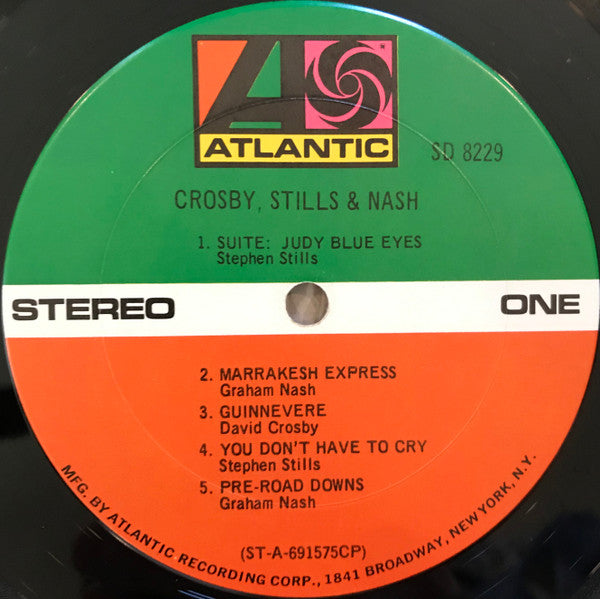 ATLANTIC
SD 8229
CROSBY, STILLS & NASH
1. SUITE: JUDY BLUE EYES
Stephen Stills
STEREO ONE
2. MARRAKESH EXPRESS
Graham Nash
3. GUINNEVERE
David Crosby
4. YOU DON'T HAVE TO CRY
Stephen Stills
5. PRE-ROAD DOWNS
Graham Nash
(ST-A-691575CP)
MFG. BY ATLANTIC RECORDING CORP., 1841 BROADWAY, NEW YORK, N.Y.